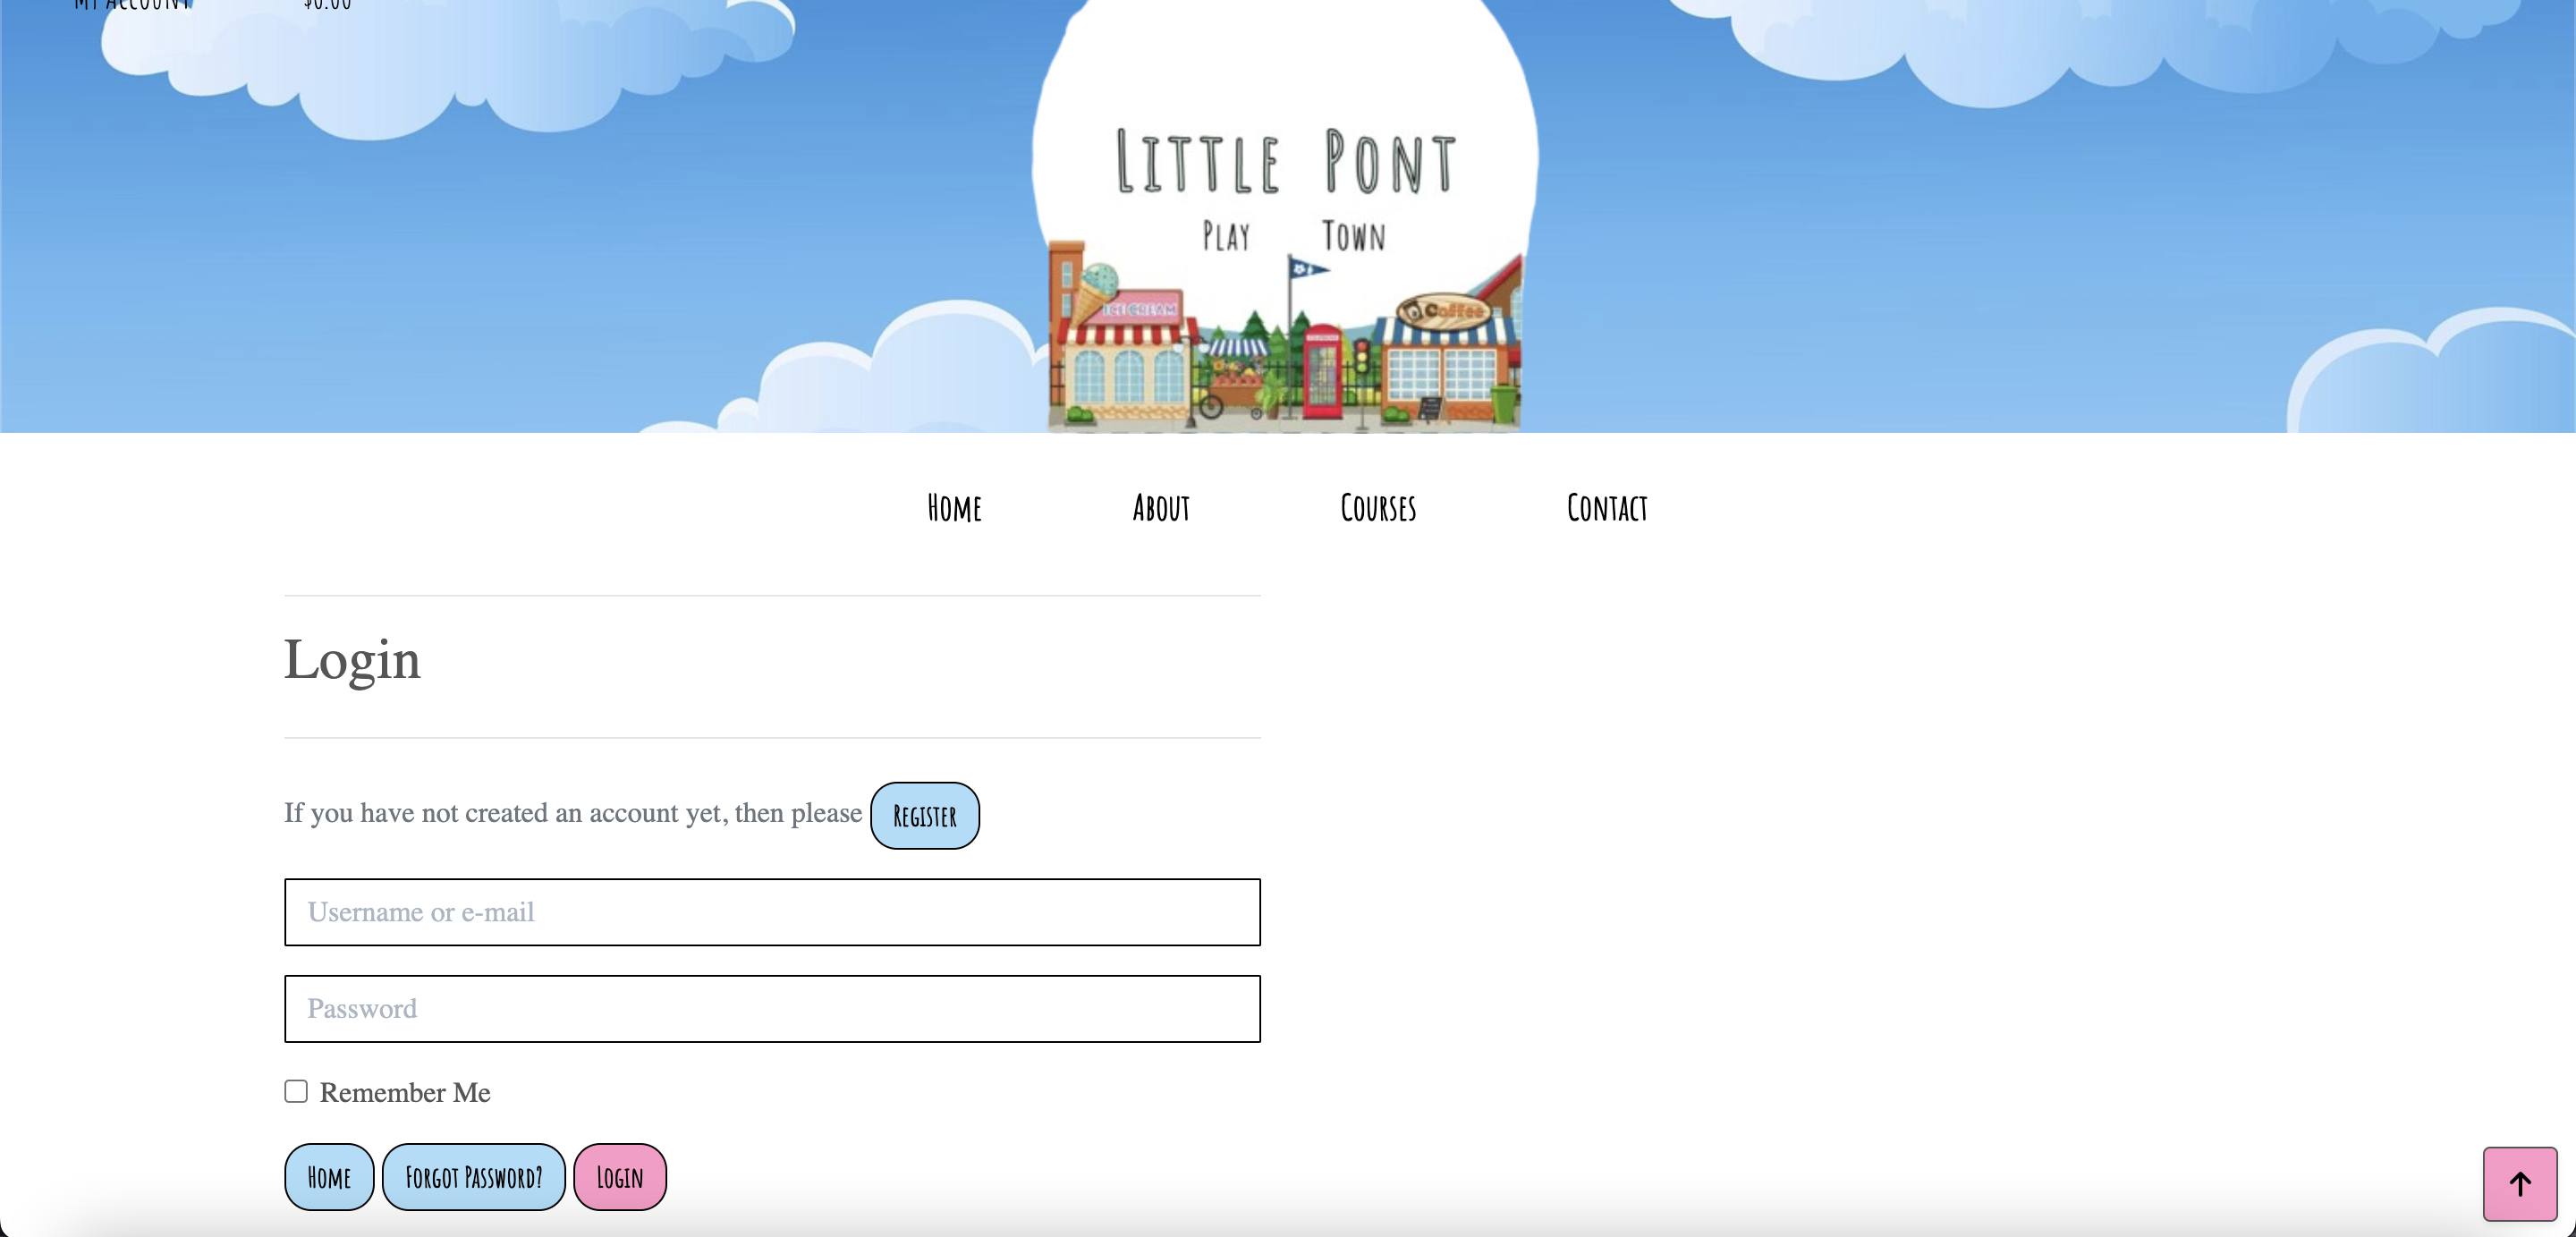 My Account $0.00
Little Pont
Play Town
ICE CREAM
Coffee
Home About Courses Contact
Login
If you have not created an account yet, then please Register
Username or e-mail
Password
Remember Me
Home Forgot Password? Login